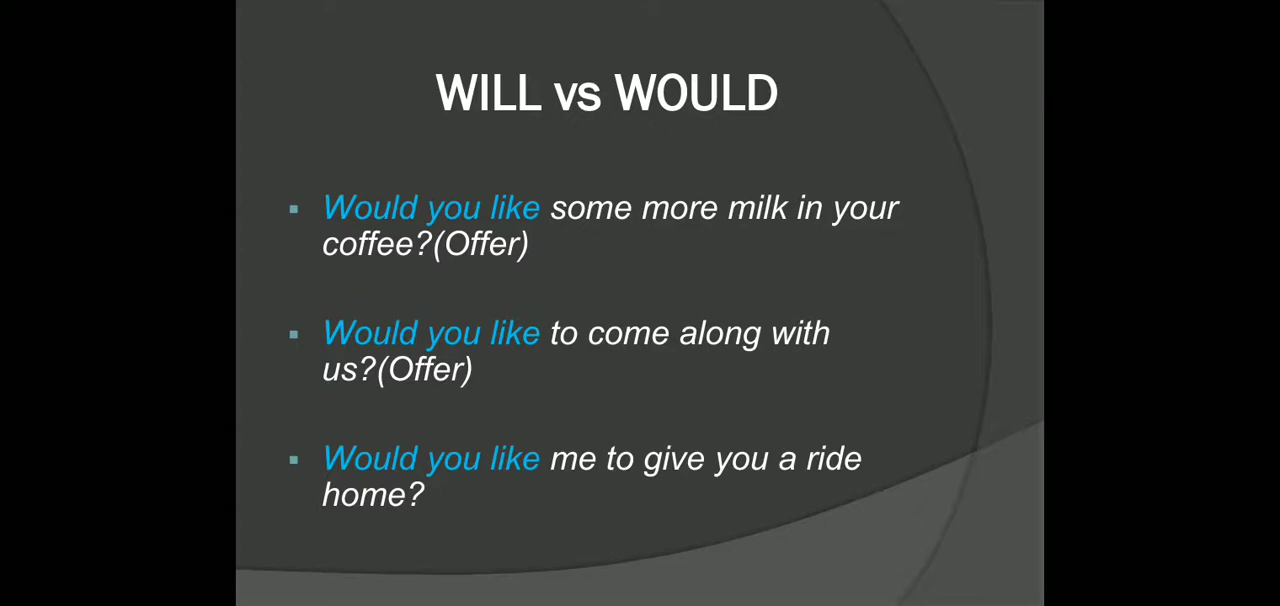 WILL vs WOULD
Would you like some more milk in your
coffee?(Offer)
Would you like to come along with
us?(Offer)
Would you like me to give you a ride
home?